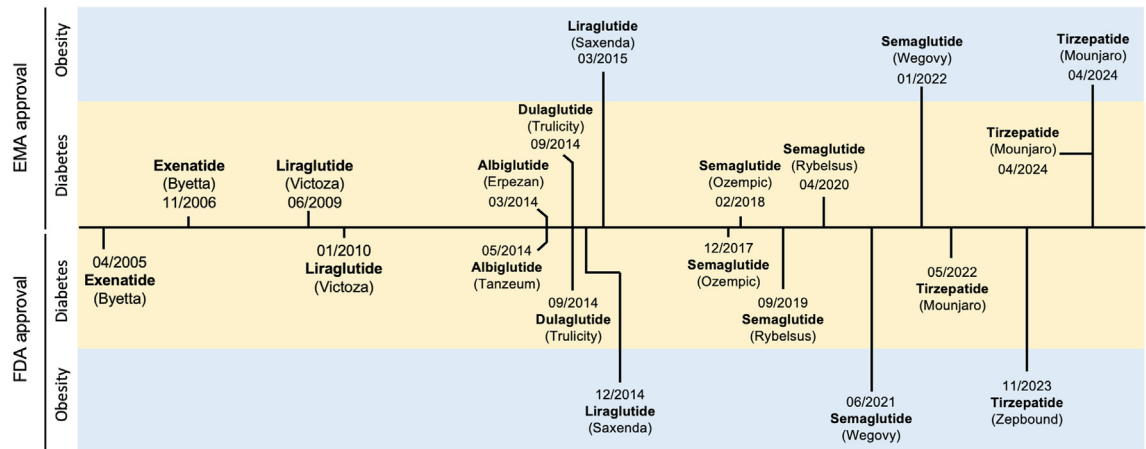 EMA approval
Obesity
Liraglutide
(Saxenda)
03/2015
Semaglutide
(Wegovy)
01/2022
Tirzepatide
(Mounjaro)
04/2024
Diabetes
Exenatide
(Byetta)
11/2006
Liraglutide
(Victoza)
06/2009
Albiglutide
(Erpezan)
03/2014
Dulaglutide
(Trulicity)
09/2014
Semaglutide
(Ozempic)
02/2018
Semaglutide
(Rybelsus)
04/2020
Tirzepatide
(Mounjaro)
04/2024
FDA approval
Diabetes
04/2005
Exenatide
(Byetta)
01/2010
Liraglutide
(Victoza)
05/2014
Albiglutide
(Tanzeum)
09/2014
Dulaglutide
(Trulicity)
12/2017
Semaglutide
(Ozempic)
09/2019
Semaglutide
(Rybelsus)
05/2022
Tirzepatide
(Mounjaro)
Obesity
12/2014
Liraglutide
(Saxenda)
06/2021
Semaglutide
(Wegovy)
11/2023
Tirzepatide
(Zepbound)